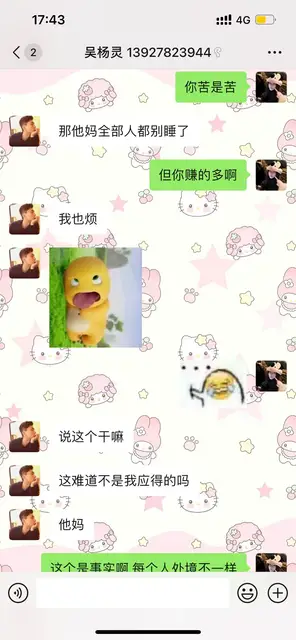 17:43
4G
2
吴杨灵 13927823944
你苦是苦
那他妈全部人都别睡了
但你赚的多啊
我也烦
说这个干嘛
这难道不是我应得的吗
他妈
这个是事实啊 每个人处境不一样